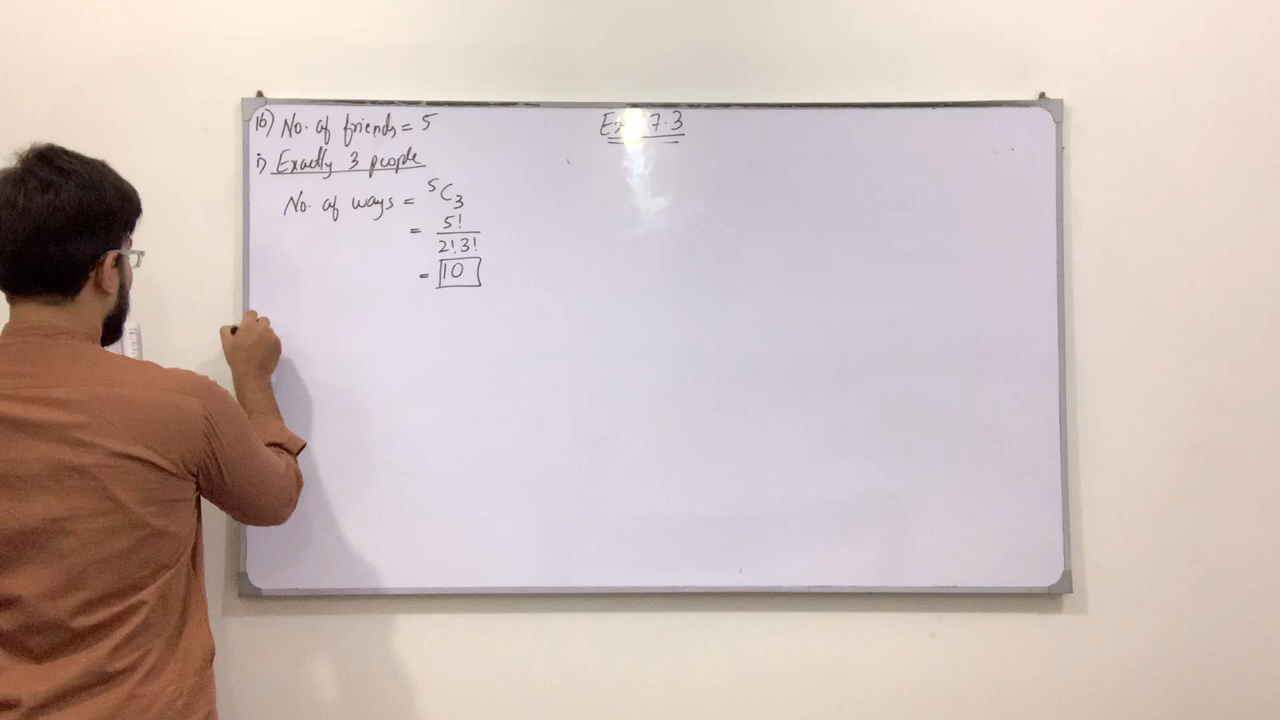 16) No. of friends = 5
Ex 7.3
i) Exactly 3 people
No. of ways = ⁵C₃
= 5!/2!3!
= 10